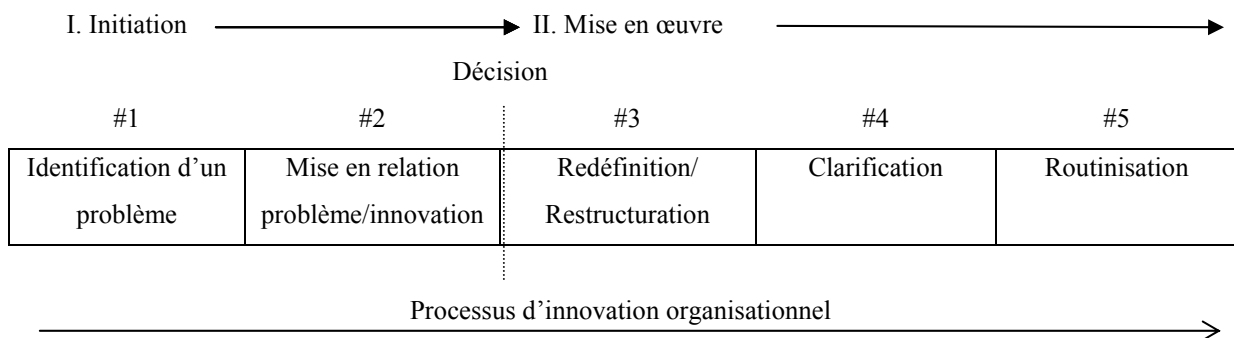 I. Initiation II. Mise en œuvre
Décision
#1 #2 #3 #4 #5
Identification d’un problème
Mise en relation problème/innovation
Redéfinition/ Restructuration
Clarification
Routinisation
Processus d’innovation organisationnel